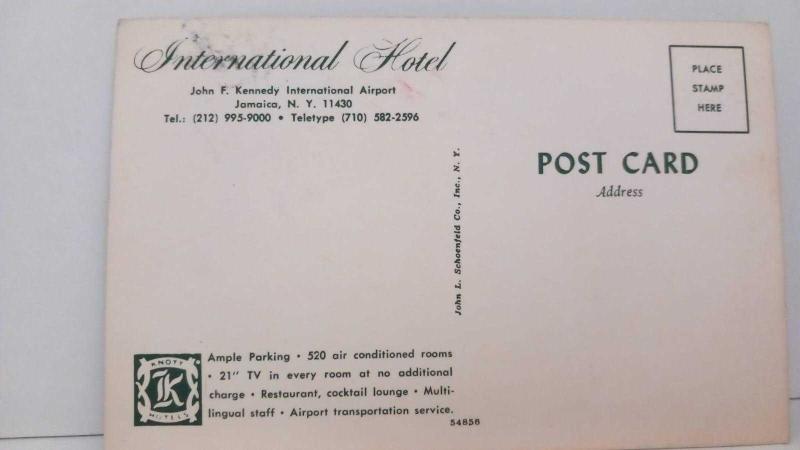 International Hotel
John F. Kennedy International Airport
Jamaica, N. Y. 11430
Tel.: (212) 995-9000 • Teletype (710) 582-2596
PLACE
STAMP
HERE
POST CARD
Address
John L. Schoenfeld Co., Inc., N. Y.
KNOTT
K
HOTELS
Ample Parking • 520 air conditioned rooms
• 21" TV in every room at no additional
charge • Restaurant, cocktail lounge • Multi-
lingual staff • Airport transportation service.
54856